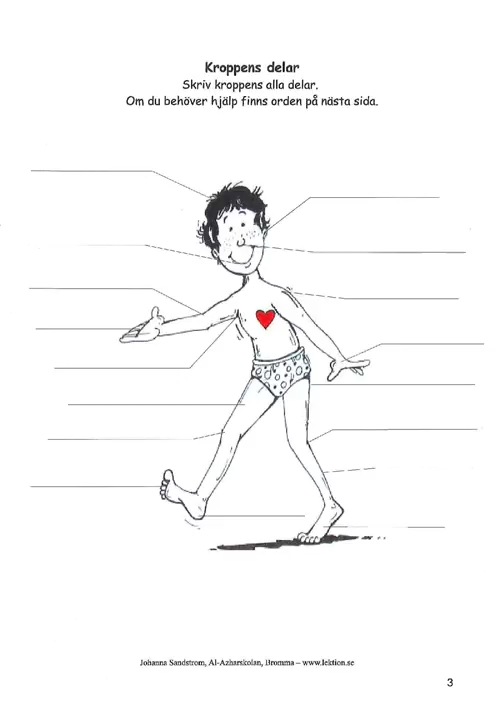 Kroppens delar
Skriv kroppens alla delar.
Om du behöver hjälp finns orden på nästa sida.
Johanna Sandstrom, Al-Azharskolan, Bromma – www.lektion.se
3